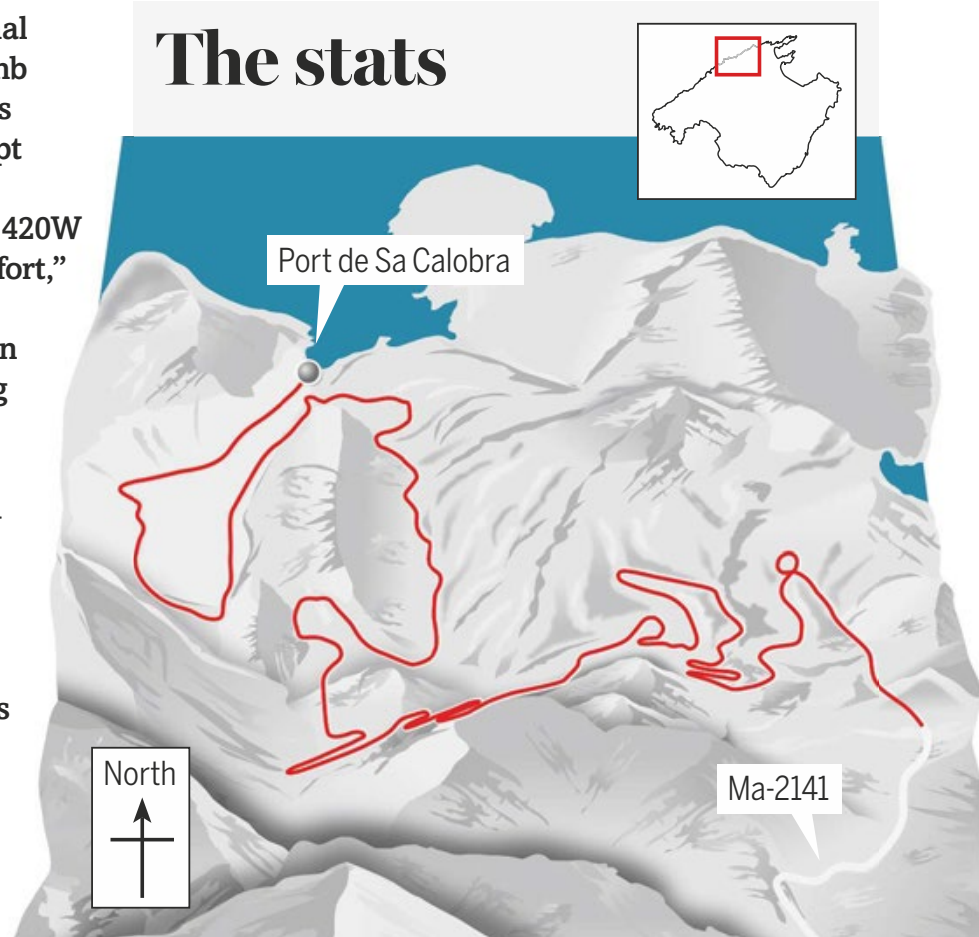 420W
fort,”
The stats
Port de Sa Calobra
North
Ma-2141